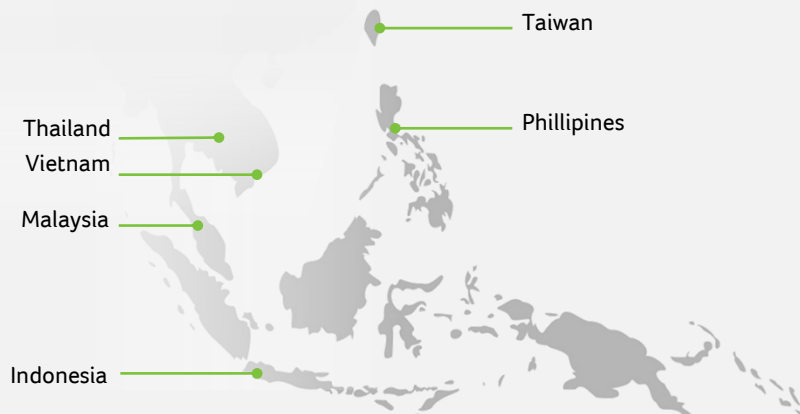 Taiwan
Phillipines
Thailand
Vietnam
Malaysia
Indonesia